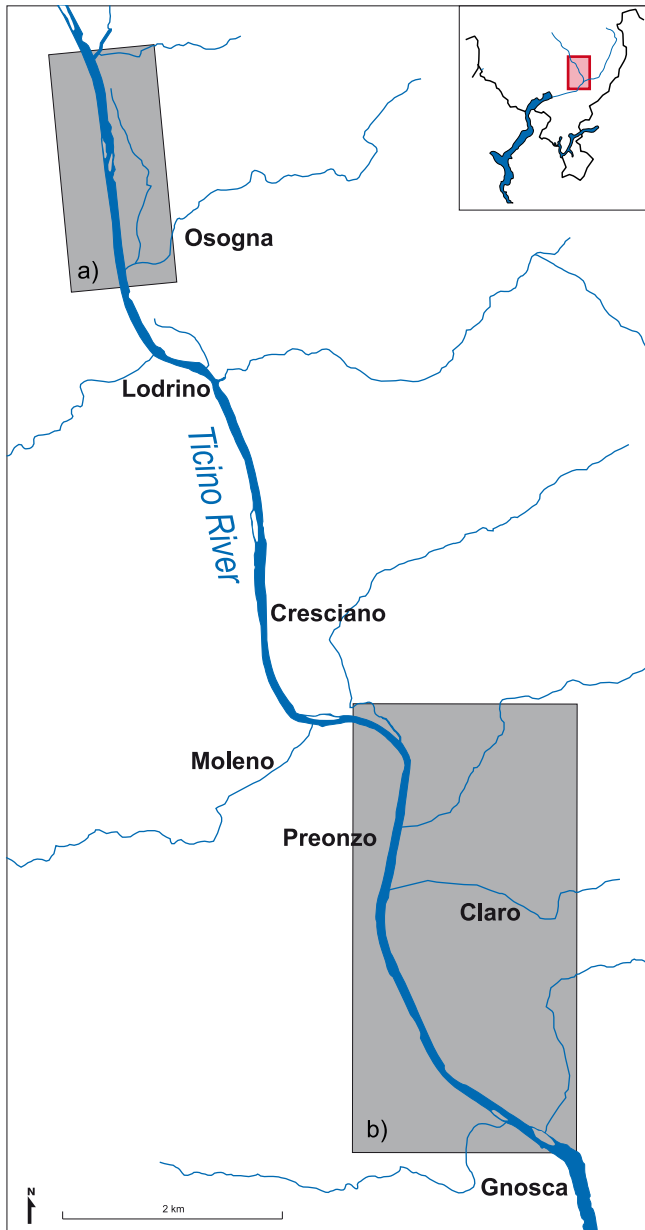 Osogna
a)
Lodrino
Ticino River
Cresciano
Moleno
Preonzo
Claro
b)
Gnosca
N
2 km